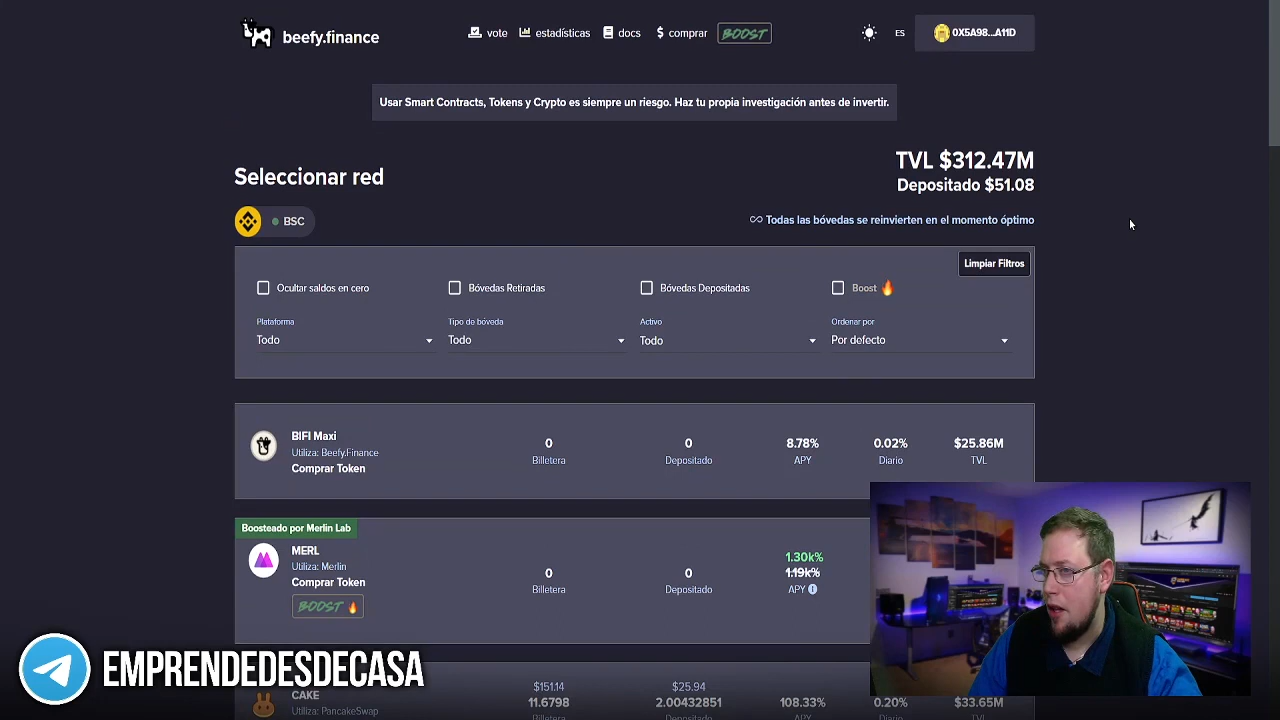 beefy.finance
vote
estadísticas
docs
comprar
BOOST
ES
0X5A98...A11D
Usar Smart Contracts, Tokens y Crypto es siempre un riesgo. Haz tu propia investigación antes de invertir.
Seleccionar red
TVL $312.47M
Depositado $51.08
BSC
Todas las bóvedas se reinvierten en el momento óptimo
Limpiar Filtros
Ocultar saldos en cero
Bóvedas Retiradas
Bóvedas Depositadas
Boost
Plataforma
Todo
Tipo de bóveda
Todo
Activo
Todo
Ordenar por
Por defecto
BIFI Maxi
Utiliza: Beefy.Finance
Comprar Token
0
Billetera
0
Depositado
8.78%
APY
0.02%
Diario
$25.86M
TVL
Boosteado por Merlin Lab
MERL
Utiliza: Merlin
Comprar Token
BOOST
0
Billetera
0
Depositado
1.30k%
1.19k%
APY
CAKE
Utiliza: PancakeSwap
$151.14
11.6798
Billetera
$25.94
2.00432851
Depositado
108.33%
APY
0.20%
Diario
$33.65M
TVL
EMPRENDEDESDECASA